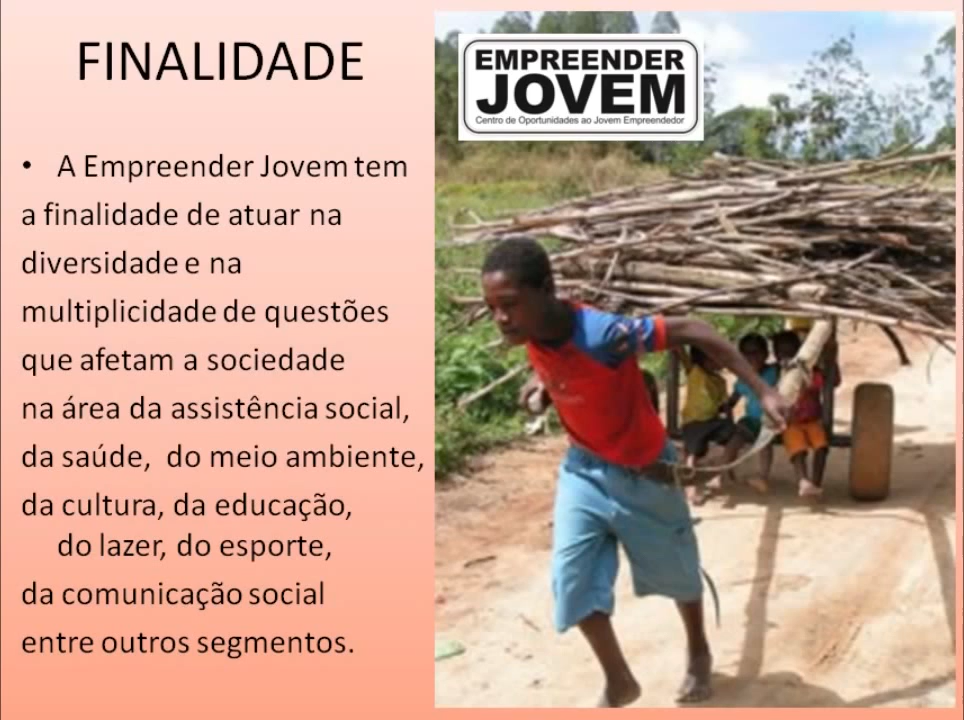 FINALIDADE
EMPREENDER
JOVEM
Centro de Oportunidades ao Jovem Empreendedor
• A Empreender Jovem tem
a finalidade de atuar na
diversidade e na
multiplicidade de questões
que afetam a sociedade
na área da assistência social,
da saúde, do meio ambiente,
da cultura, da educação,
do lazer, do esporte,
da comunicação social
entre outros segmentos.